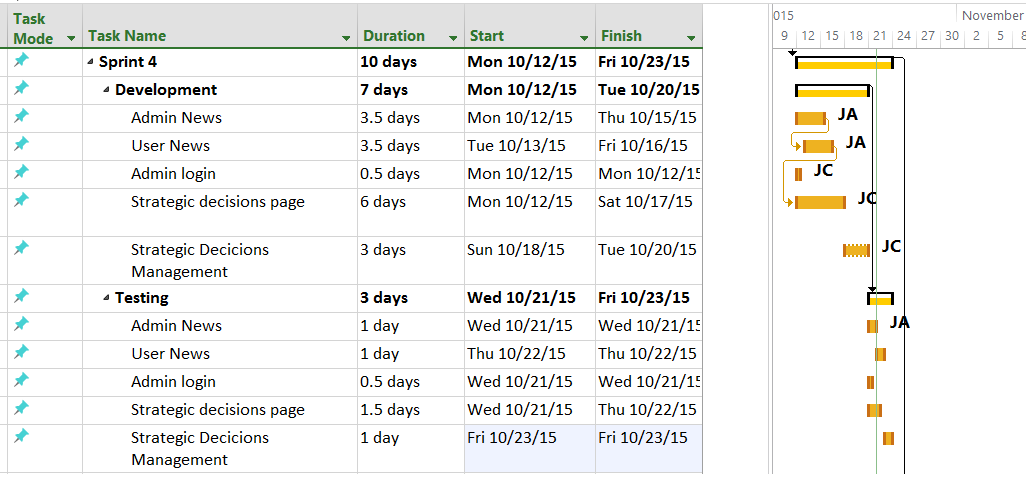 Task Mode Task Name Duration Start Finish 015 November
9 12 15 18 21 24 27 30 2 5 8
Sprint 4 10 days Mon 10/12/15 Fri 10/23/15
Development 7 days Mon 10/12/15 Tue 10/20/15
Admin News 3.5 days Mon 10/12/15 Thu 10/15/15 JA
User News 3.5 days Tue 10/13/15 Fri 10/16/15 JA
Admin login 0.5 days Mon 10/12/15 Mon 10/12/15 JC
Strategic decisions page 6 days Mon 10/12/15 Sat 10/17/15 JC
Strategic Decicions 3 days Sun 10/18/15 Tue 10/20/15 JC
Management
Testing 3 days Wed 10/21/15 Fri 10/23/15
Admin News 1 day Wed 10/21/15 Wed 10/21/15 JA
User News 1 day Thu 10/22/15 Thu 10/22/15
Admin login 0.5 days Wed 10/21/15 Wed 10/21/15
Strategic decisions page 1.5 days Wed 10/21/15 Thu 10/22/15
Strategic Decicions 1 day Fri 10/23/15 Fri 10/23/15
Management